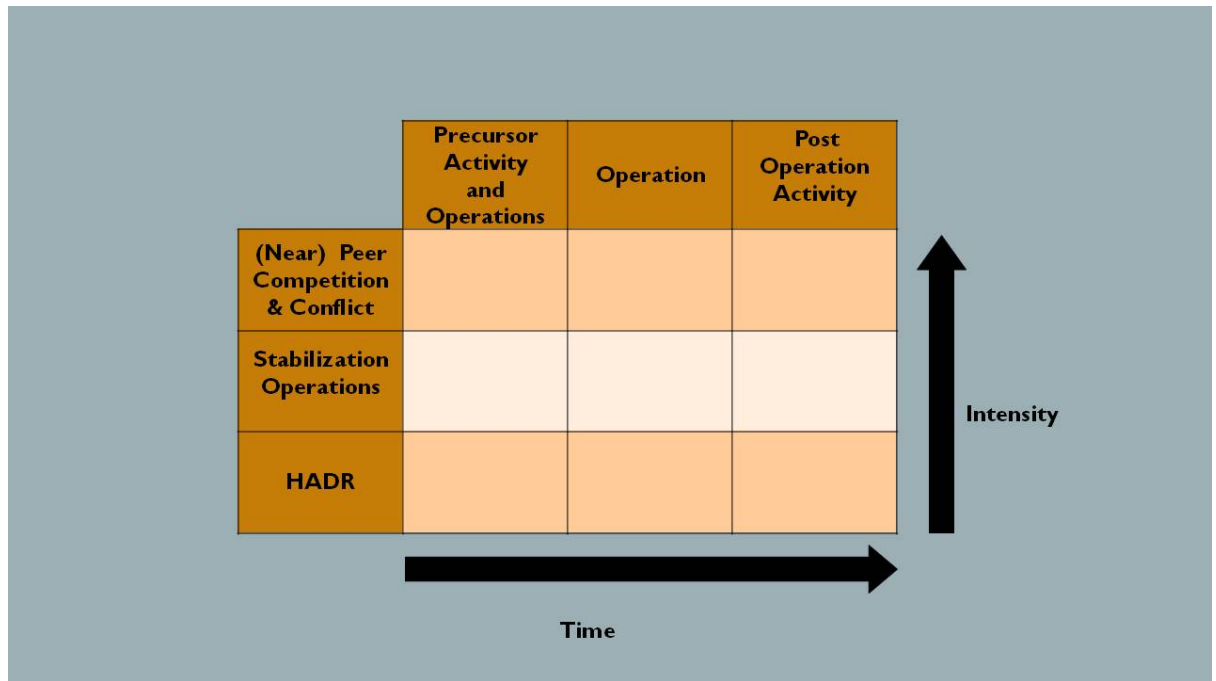 Precursor
Activity
and
Operations
Operation
Post
Operation
Activity
(Near) Peer
Competition
& Conflict
Stabilization
Operations
HADR
Intensity
Time